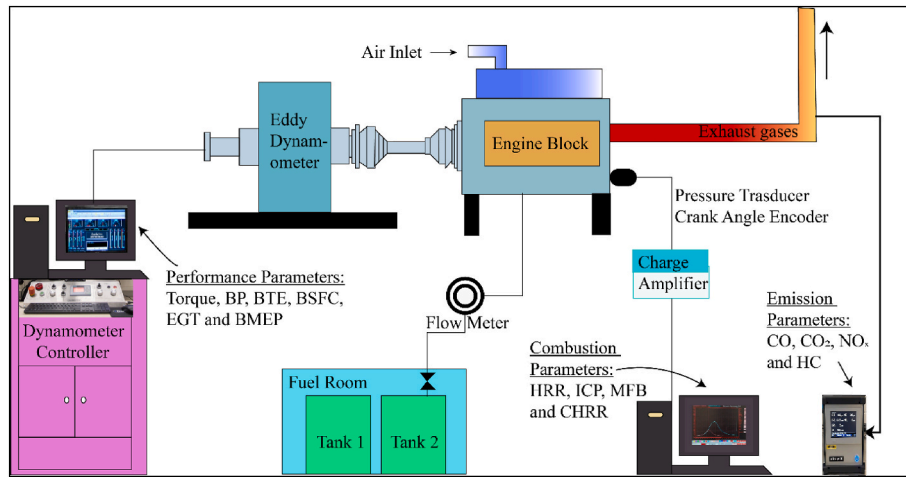 Air Inlet
Eddy
Dynam-
ometer
Engine Block
Exhaust gases
Pressure Trasducer
Crank Angle Encoder
Charge
Amplifier
Performance Parameters:
Torque, BP, BTE, BSFC,
EGT and BMEP
Flow Meter
Dynamometer
Controller
Fuel Room
Tank 1
Tank 2
Combustion
Parameters:
HRR, ICP, MFB
and CHRR
Emission
Parameters:
CO, CO₂, NOₓ
and HC